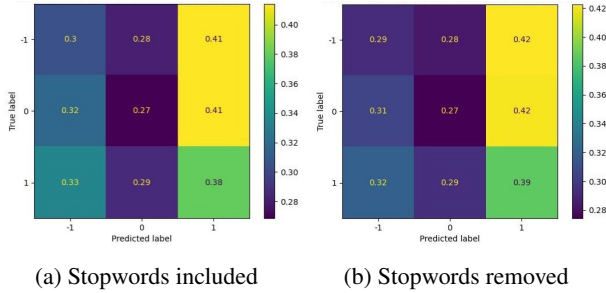 -1 0.3 0.28 0.41
0 0.32 0.27 0.41
1 0.33 0.29 0.38
-1 0 1
Predicted label
True label
0.40
0.38
0.36
0.34
0.32
0.30
0.28
(a) Stopwords included
-1 0.29 0.28 0.42
0 0.31 0.27 0.42
1 0.32 0.29 0.39
-1 0 1
Predicted label
True label
0.42
0.40
0.38
0.36
0.34
0.32
0.30
0.28
(b) Stopwords removed